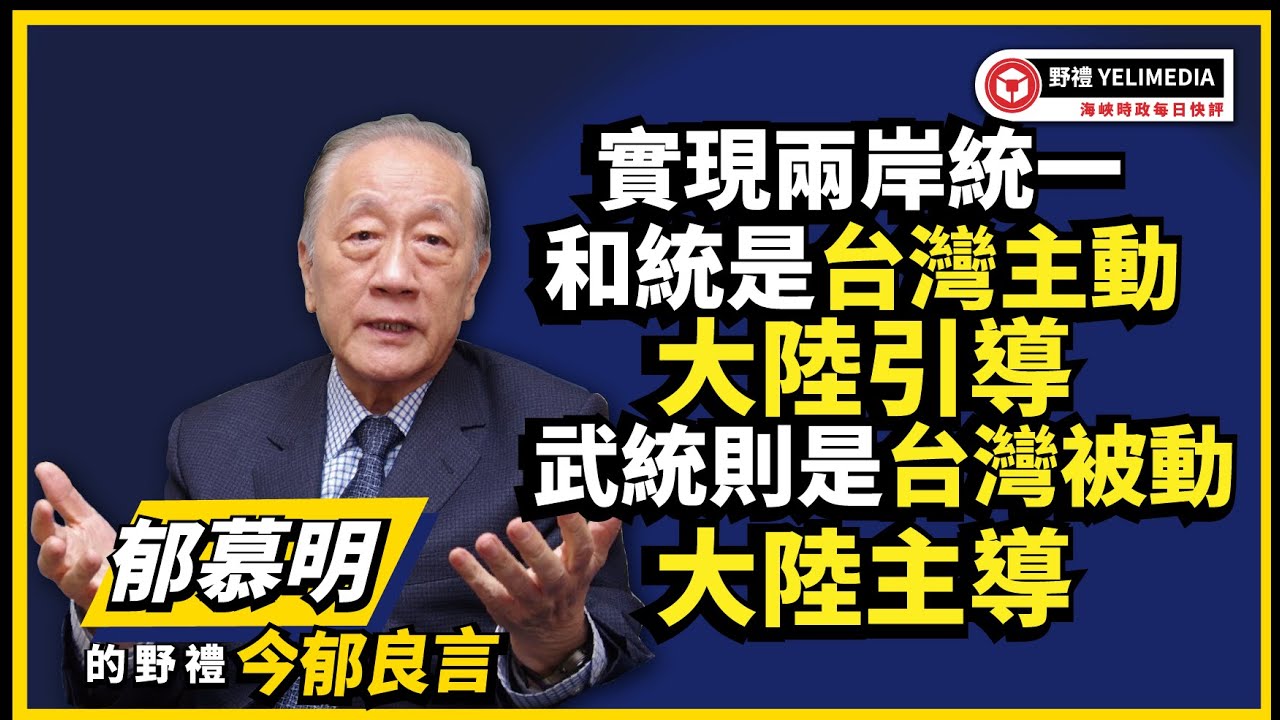 野禮 YELIMEDIA
海峽時政每日快評
實現兩岸統一
和統是台灣主動
大陸引導
武統則是台灣被動
大陸主導
郁慕明
的野禮 今郁良言